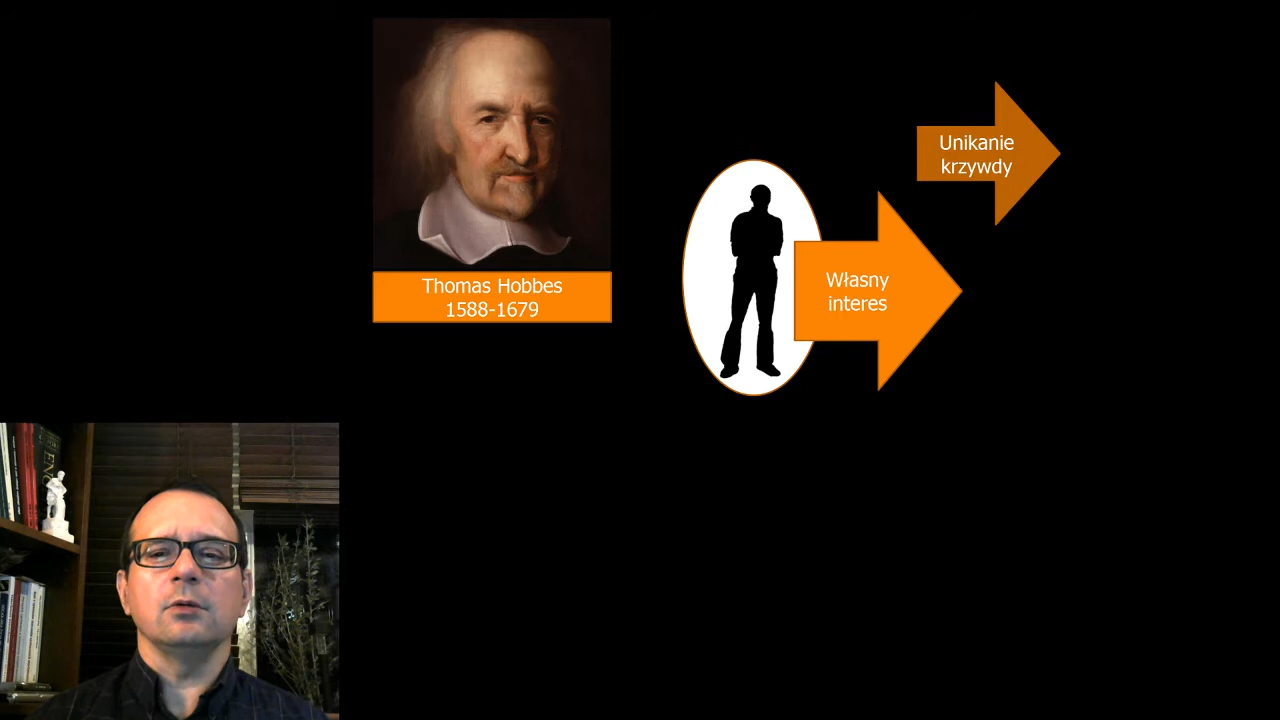 Thomas Hobbes
1588-1679
Unikanie
krzywdy
Własny
interes